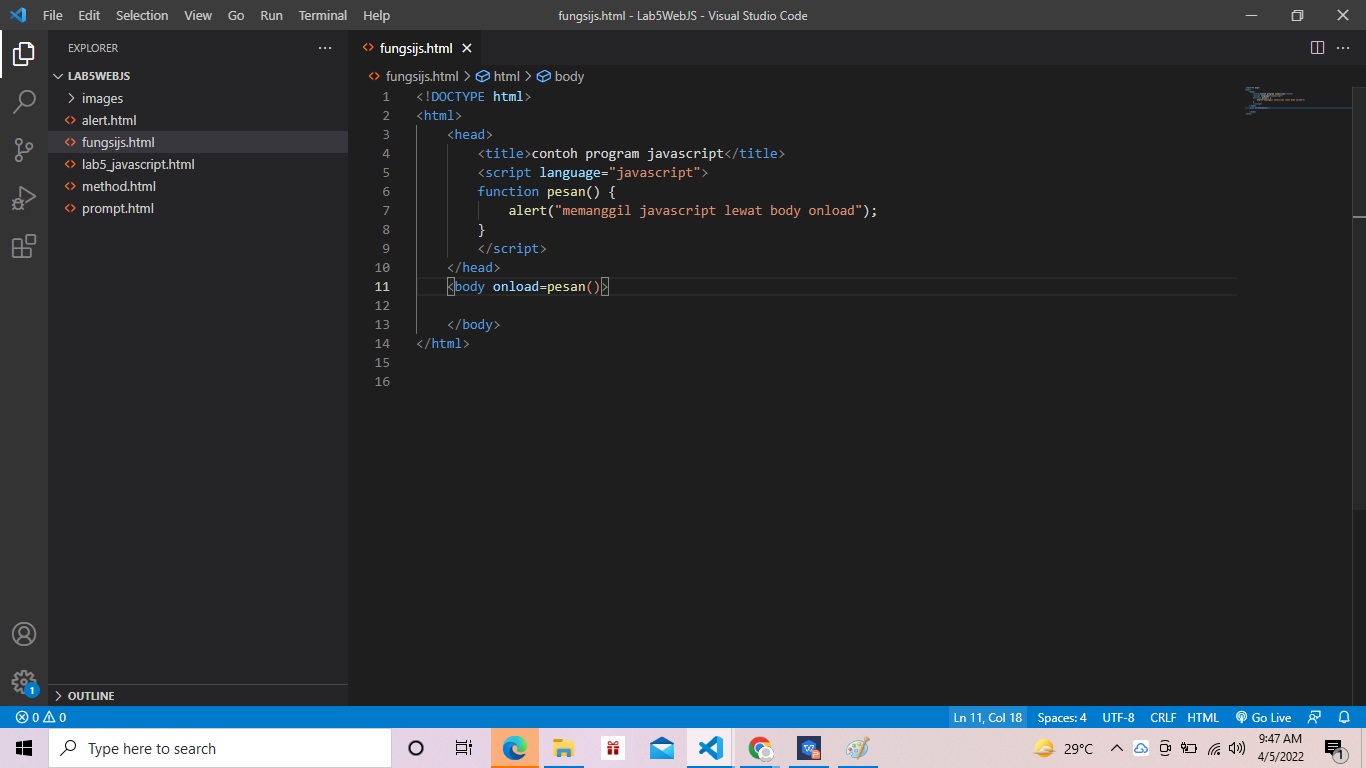 File Edit Selection View Go Run Terminal Help fungsijs.html - Lab5WebJS - Visual Studio Code
EXPLORER
LAB5WEBJS
images
alert.html
fungsijs.html
lab5_javascript.html
method.html
prompt.html
OUTLINE
fungsijs.html
fungsijs.html > html > body
1 <!DOCTYPE html>
2 <html>
3 <head>
4 <title>contoh program javascript</title>
5 <script language="javascript">
6 function pesan() {
7 alert("memanggil javascript lewat body onload");
8 }
9 </script>
10 </head>
11 <body onload=pesan()>
12
13 </body>
14 </html>
15
16
1
0 0 Ln 11, Col 18 Spaces: 4 UTF-8 CRLF HTML Go Live
Type here to search 29°C 9:47 AM
4/5/2022
1